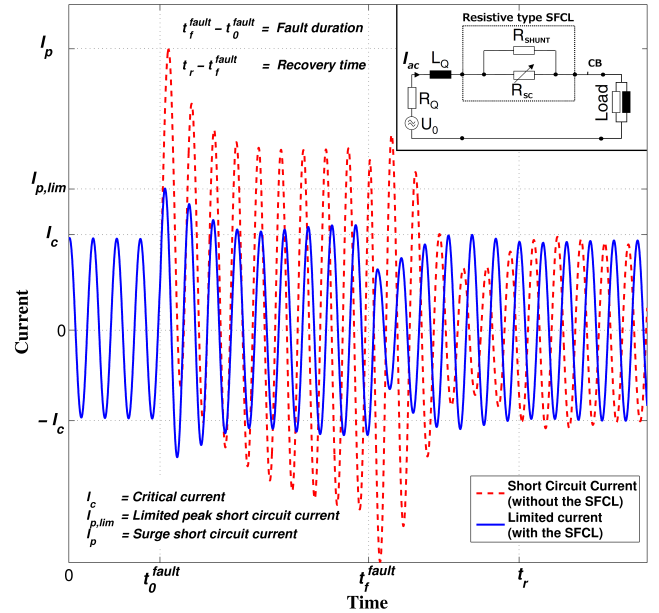 I_p
t_f^fault − t_0^fault = Fault duration
t_r − t_f^fault = Recovery time
Resistive type SFCL
R_SHUNT
I_ac
L_Q
R_SC
CB
R_Q
Load
U_0
I_p,lim
I_c
0
− I_c
Current
I_c = Critical current
I_p,lim = Limited peak short circuit current
I_p = Surge short circuit current
Short Circuit Current
(without the SFCL)
Limited current
(with the SFCL)
0
t_0^fault
t_f^fault
t_r
Time